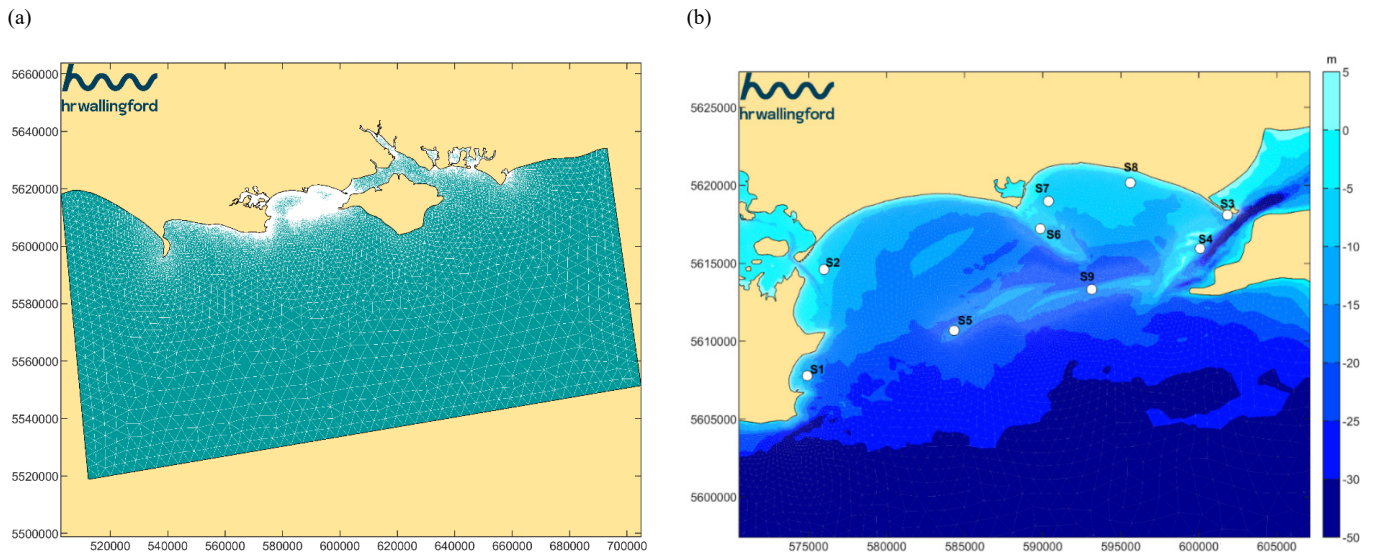 (a)
(b)
hr wallingford
5660000
5640000
5620000
5600000
5580000
5560000
5540000
5520000
5500000
520000
540000
560000
580000
600000
620000
640000
660000
680000
700000
hr wallingford
5625000
5620000
5615000
5610000
5605000
5600000
575000
580000
585000
590000
595000
600000
605000
S8
S7
S3
S6
S4
S2
S9
S5
S1
m
5
0
-5
-10
-15
-20
-25
-30
-50